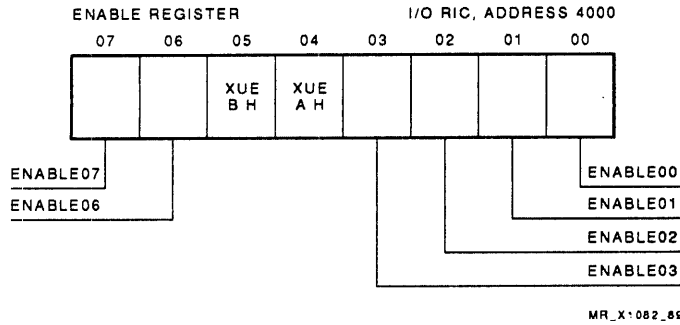 ENABLE REGISTER I/O RIC, ADDRESS 4000
07 06 05 04 03 02 01 00
XUE B H
XUE A H
ENABLE07
ENABLE06
ENABLE00
ENABLE01
ENABLE02
ENABLE03
MR_X1082_89